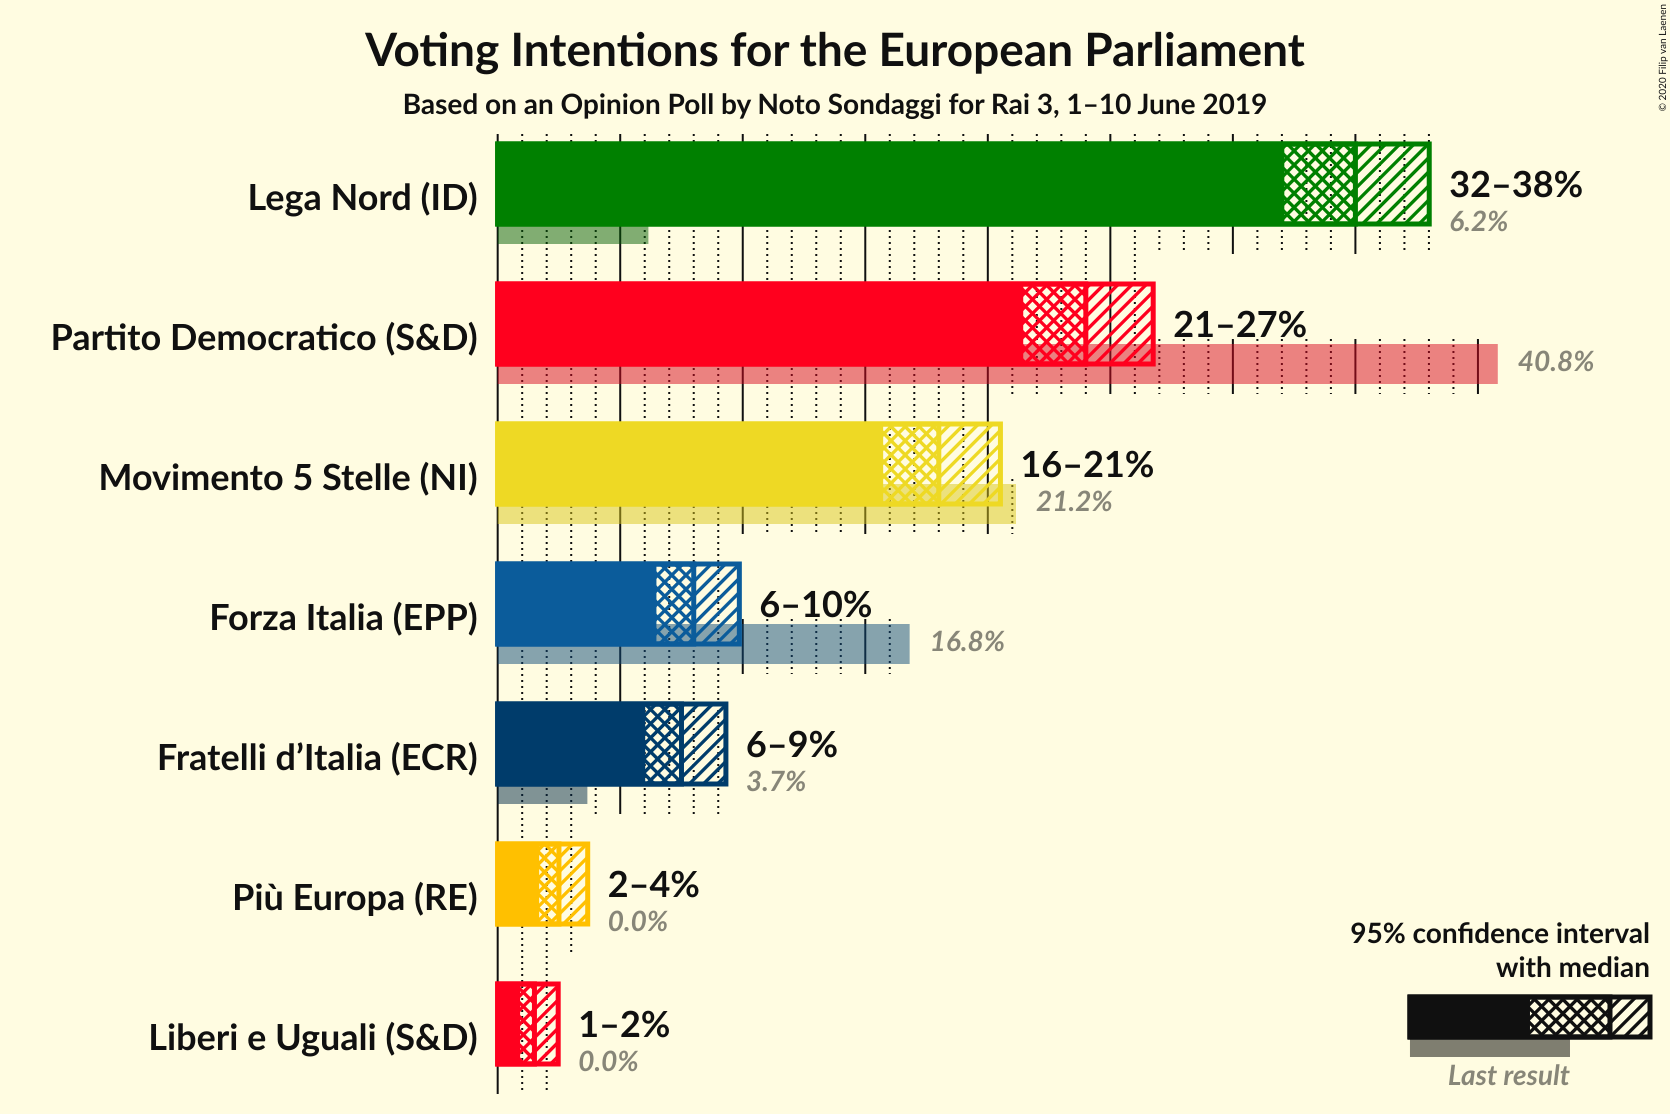 Voting Intentions for the European Parliament
Based on an Opinion Poll by Noto Sondaggi for Rai 3, 1–10 June 2019
© 2020 Filip van Laenen
Lega Nord (ID)
32–38%
6.2%
Partito Democratico (S&D)
21–27%
40.8%
Movimento 5 Stelle (NI)
16–21%
21.2%
Forza Italia (EPP)
6–10%
16.8%
Fratelli d’Italia (ECR)
6–9%
3.7%
Più Europa (RE)
2–4%
0.0%
Liberi e Uguali (S&D)
1–2%
0.0%
95% confidence interval
with median
Last result